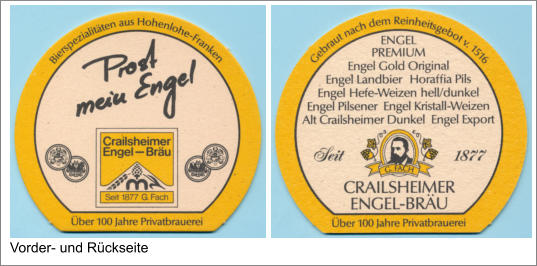 Bierspezialitäten aus Hohenlohe-Franken
Prost
mein Engel
Crailsheimer
Engel-Bräu
Seit 1877 G. Fach
Über 100 Jahre Privatbrauerei
Gebraut nach dem Reinheitsgebot v. 1516
ENGEL
PREMIUM
Engel Gold Original
Engel Landbier Horaffia Pils
Engel Hefe-Weizen hell/dunkel
Engel Pilsener Engel Kristall-Weizen
Alt Crailsheimer Dunkel Engel Export
Seit 1877
G. FACH
CRAILSHEIMER
ENGEL-BRÄU
Über 100 Jahre Privatbrauerei
Vorder- und Rückseite